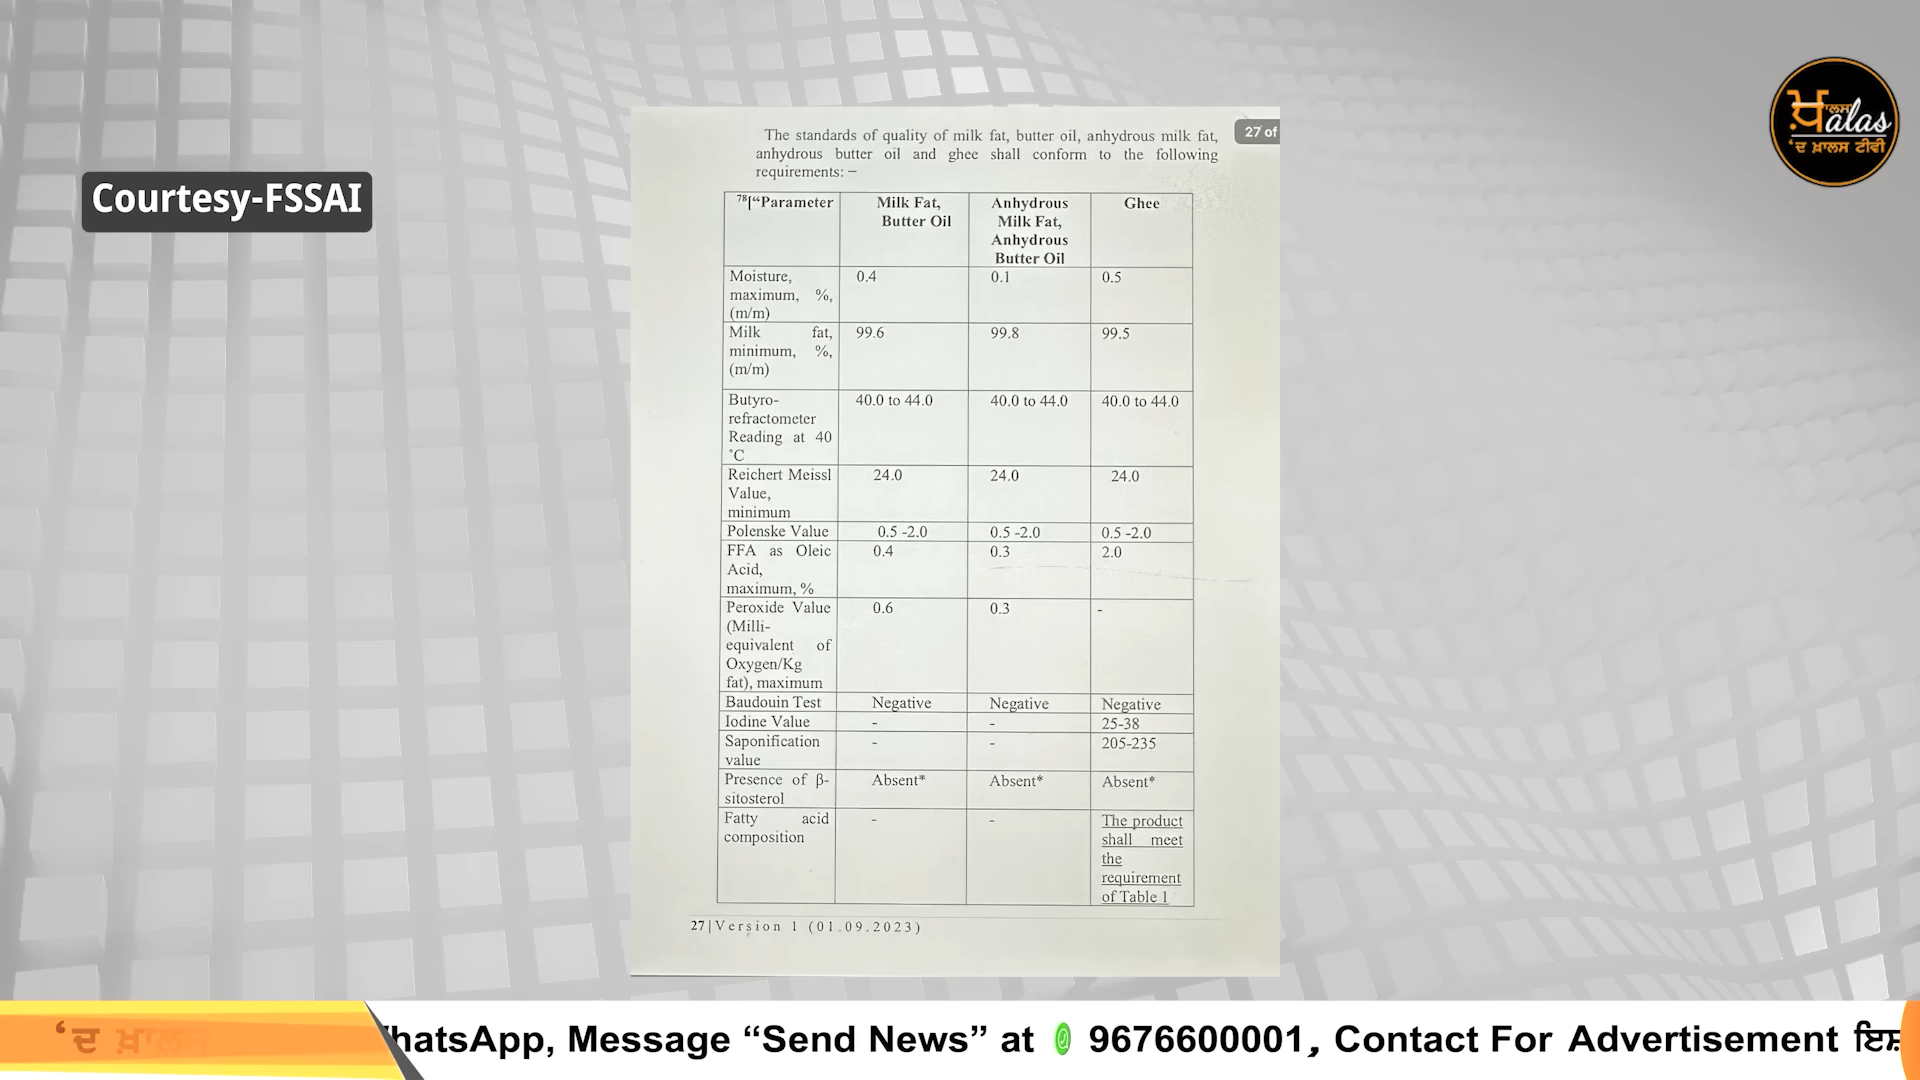 Courtesy-FSSAI
ਖ਼ਾਲਸ
alas
‘ਦ ਖ਼ਾਲਸ ਟੀਵੀ
27 of
The standards of quality of milk fat, butter oil, anhydrous milk fat,
anhydrous butter oil and ghee shall conform to the following
requirements: –
⁷⁸[“Parameter | Milk Fat, Butter Oil | Anhydrous Milk Fat, Anhydrous Butter Oil | Ghee
Moisture, maximum, %, (m/m) | 0.4 | 0.1 | 0.5
Milk fat, minimum, %, (m/m) | 99.6 | 99.8 | 99.5
Butyro-refractometer Reading at 40 °C | 40.0 to 44.0 | 40.0 to 44.0 | 40.0 to 44.0
Reichert Meissl Value, minimum | 24.0 | 24.0 | 24.0
Polenske Value | 0.5 -2.0 | 0.5 -2.0 | 0.5 -2.0
FFA as Oleic Acid, maximum, % | 0.4 | 0.3 | 2.0
Peroxide Value (Milli-equivalent of Oxygen/Kg fat), maximum | 0.6 | 0.3 | -
Baudouin Test | Negative | Negative | Negative
Iodine Value | - | - | 25-38
Saponification value | - | - | 205-235
Presence of β-sitosterol | Absent* | Absent* | Absent*
Fatty acid composition | - | - | The product shall meet the requirement of Table 1
27|Version 1 (01.09.2023)
‘ਦ ਖ਼ਾਲਸ
hatsApp, Message “Send News” at 9676600001, Contact For Advertisement